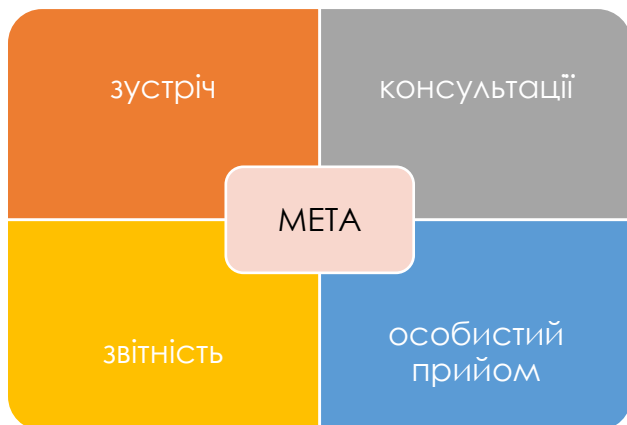 зустріч
консультації
МЕТА
звітність
особистий
прийом